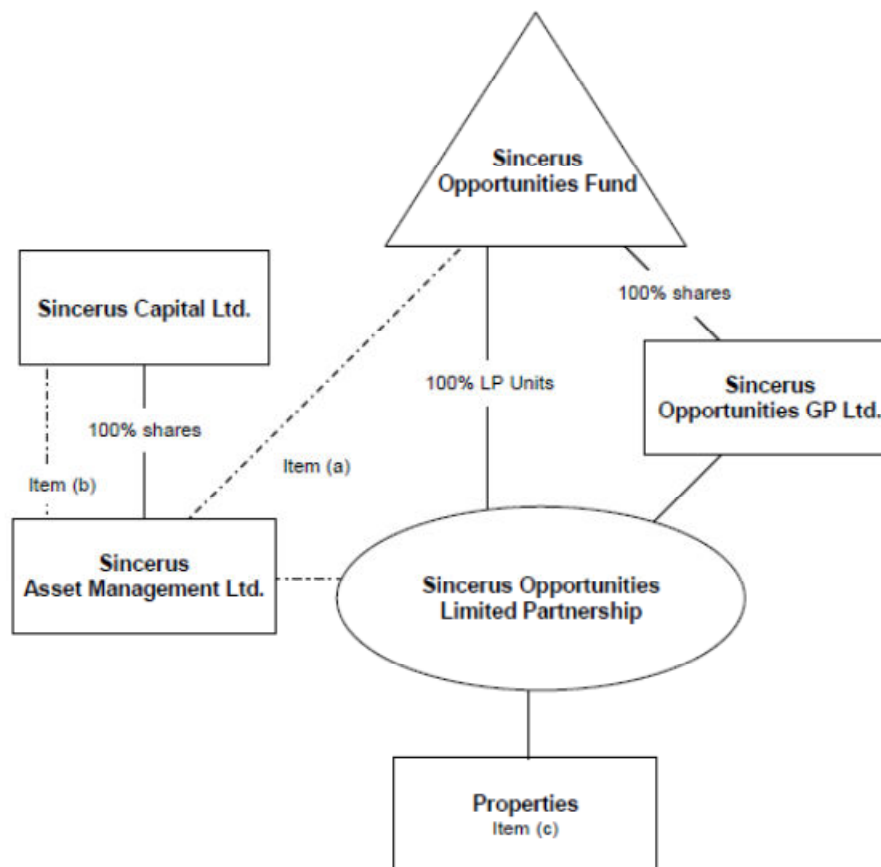 Sincerus
Opportunities Fund
Sincerus Capital Ltd.
100% shares
100% LP Units
Sincerus
Opportunities GP Ltd.
100% shares
Item (a)
Item (b)
Sincerus
Asset Management Ltd.
Sincerus Opportunities
Limited Partnership
Properties
Item (c)